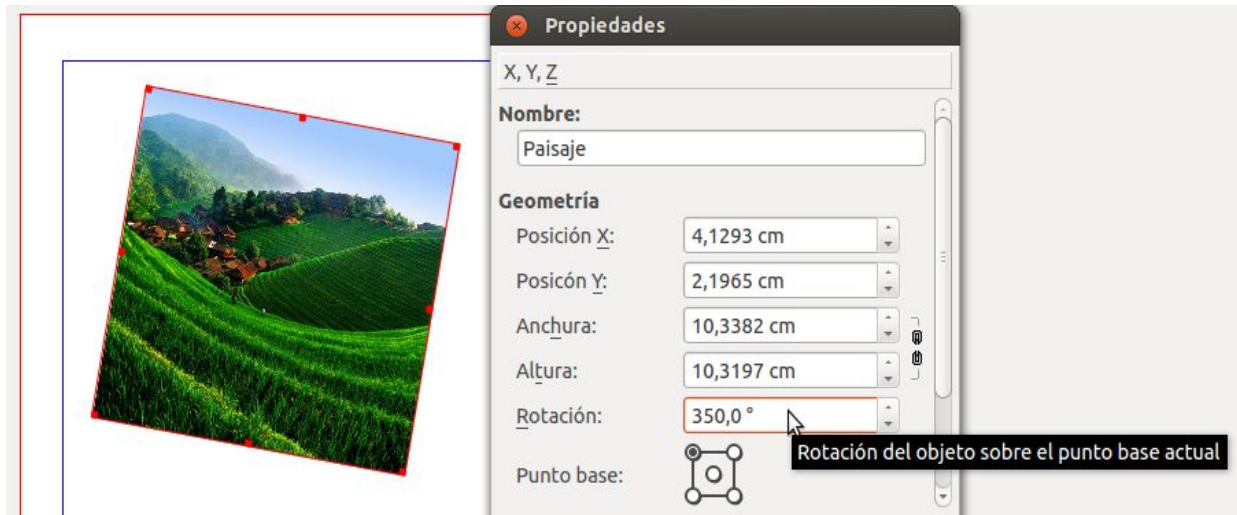 Propiedades
X, Y, Z
Nombre:
Paisaje
Geometría
Posición X: 4,1293 cm
Posicón Y: 2,1965 cm
Anchura: 10,3382 cm
Altura: 10,3197 cm
Rotación: 350,0 °
Rotación del objeto sobre el punto base actual
Punto base: